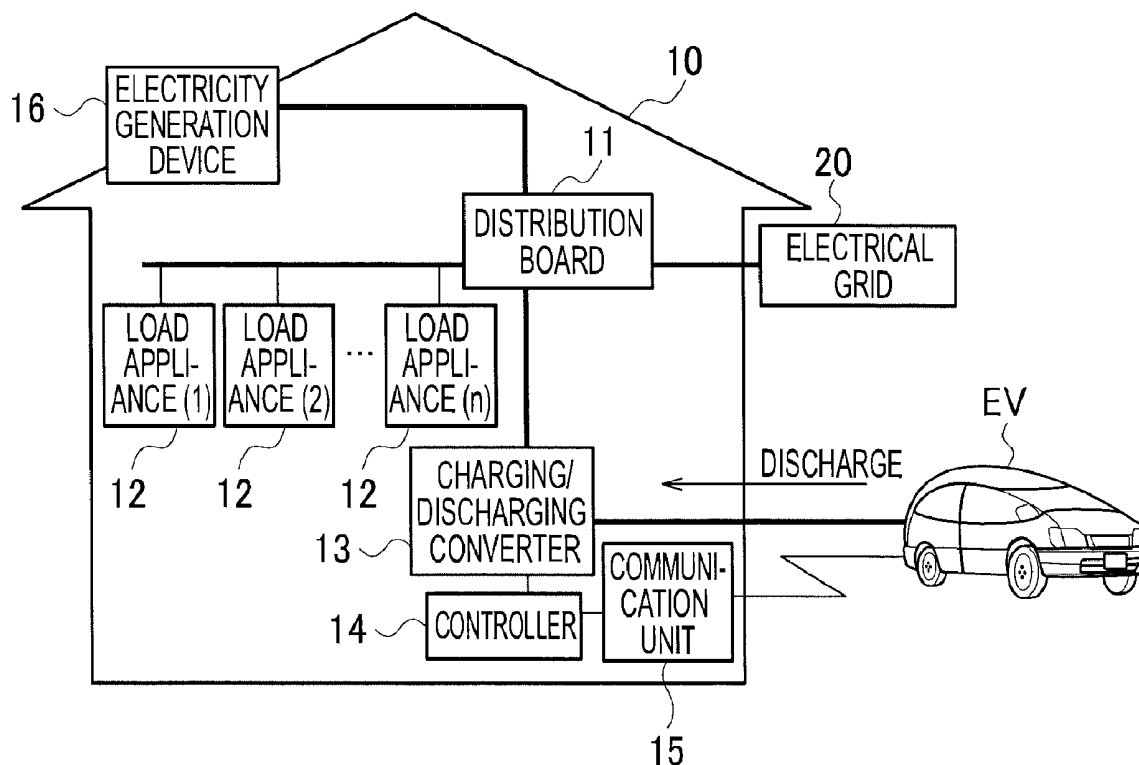 10
16
ELECTRICITY
GENERATION
DEVICE
11
20
DISTRIBUTION
BOARD
ELECTRICAL
GRID
LOAD
APPLI-
ANCE (1)
LOAD
APPLI-
ANCE (2)
...
LOAD
APPLI-
ANCE (n)
12
12
12
EV
DISCHARGE
CHARGING/
DISCHARGING
CONVERTER
13
COMMUNI-
CATION
UNIT
14
CONTROLLER
15